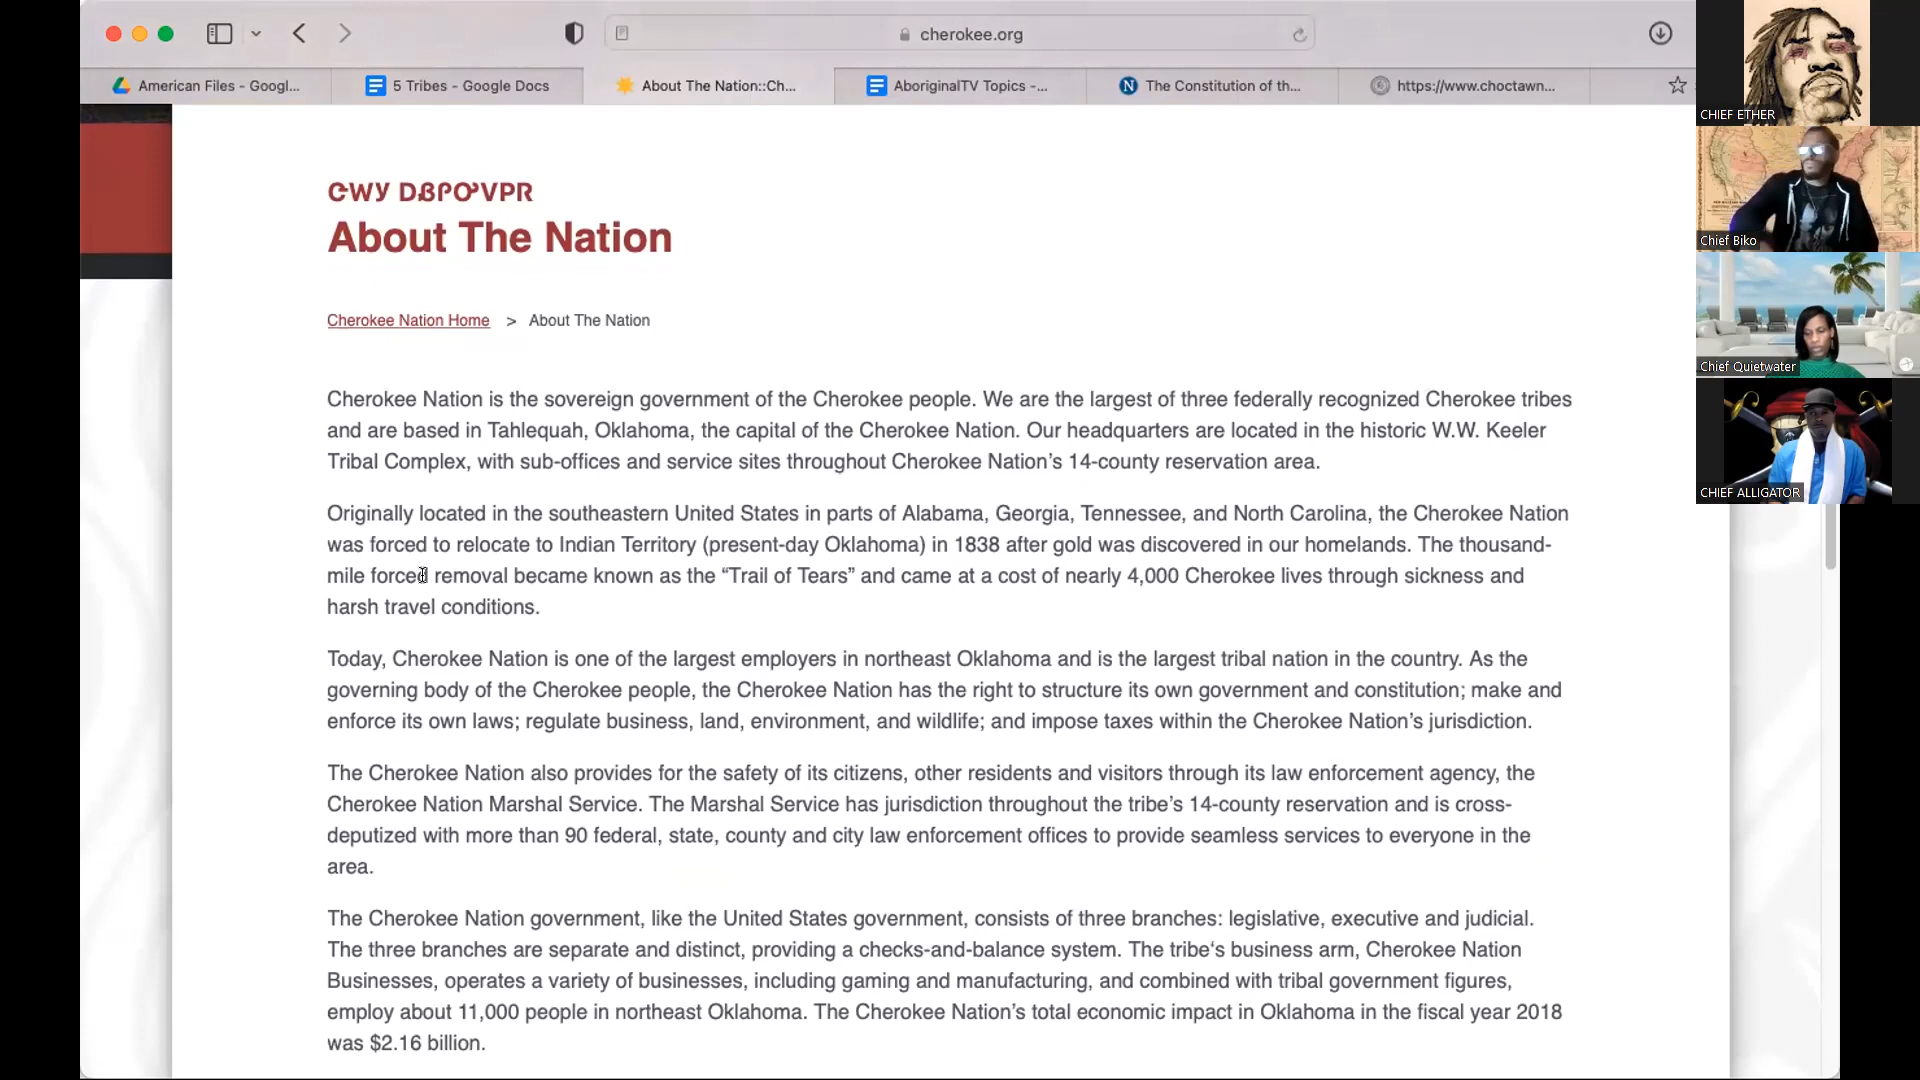 cherokee.org
American Files - Googl...
5 Tribes - Google Docs
About The Nation::Ch...
AboriginalTV Topics -...
The Constitution of th...
https://www.choctawn...
ᏣᎳᎩ ᎠᏰᎵᎤᏙᏢᏒ
About The Nation
Cherokee Nation Home > About The Nation
Cherokee Nation is the sovereign government of the Cherokee people. We are the largest of three federally recognized Cherokee tribes
and are based in Tahlequah, Oklahoma, the capital of the Cherokee Nation. Our headquarters are located in the historic W.W. Keeler
Tribal Complex, with sub-offices and service sites throughout Cherokee Nation’s 14-county reservation area.
Originally located in the southeastern United States in parts of Alabama, Georgia, Tennessee, and North Carolina, the Cherokee Nation
was forced to relocate to Indian Territory (present-day Oklahoma) in 1838 after gold was discovered in our homelands. The thousand-
mile forced removal became known as the “Trail of Tears” and came at a cost of nearly 4,000 Cherokee lives through sickness and
harsh travel conditions.
Today, Cherokee Nation is one of the largest employers in northeast Oklahoma and is the largest tribal nation in the country. As the
governing body of the Cherokee people, the Cherokee Nation has the right to structure its own government and constitution; make and
enforce its own laws; regulate business, land, environment, and wildlife; and impose taxes within the Cherokee Nation’s jurisdiction.
The Cherokee Nation also provides for the safety of its citizens, other residents and visitors through its law enforcement agency, the
Cherokee Nation Marshal Service. The Marshal Service has jurisdiction throughout the tribe’s 14-county reservation and is cross-
deputized with more than 90 federal, state, county and city law enforcement offices to provide seamless services to everyone in the
area.
The Cherokee Nation government, like the United States government, consists of three branches: legislative, executive and judicial.
The three branches are separate and distinct, providing a checks-and-balance system. The tribe‘s business arm, Cherokee Nation
Businesses, operates a variety of businesses, including gaming and manufacturing, and combined with tribal government figures,
employ about 11,000 people in northeast Oklahoma. The Cherokee Nation’s total economic impact in Oklahoma in the fiscal year 2018
was $2.16 billion.
CHIEF ETHER
Chief Biko
Chief Quietwater
CHIEF ALLIGATOR